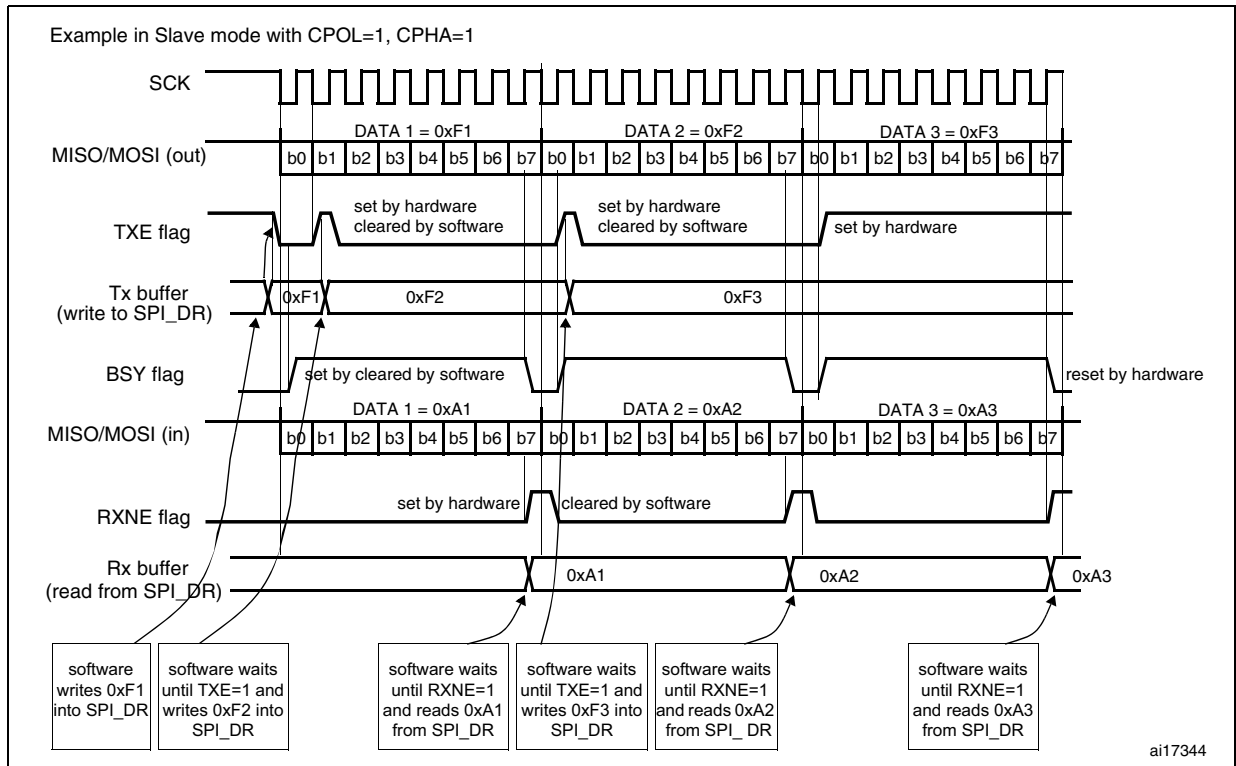 Example in Slave mode with CPOL=1, CPHA=1
SCK
DATA 1 = 0xF1
DATA 2 = 0xF2
DATA 3 = 0xF3
MISO/MOSI (out)
b0 b1 b2 b3 b4 b5 b6 b7 b0 b1 b2 b3 b4 b5 b6 b7 b0 b1 b2 b3 b4 b5 b6 b7
TXE flag
set by hardware
cleared by software
set by hardware
cleared by software
set by hardware
Tx buffer
(write to SPI_DR)
0xF1
0xF2
0xF3
BSY flag
set by cleared by software
reset by hardware
DATA 1 = 0xA1
DATA 2 = 0xA2
DATA 3 = 0xA3
MISO/MOSI (in)
b0 b1 b2 b3 b4 b5 b6 b7 b0 b1 b2 b3 b4 b5 b6 b7 b0 b1 b2 b3 b4 b5 b6 b7
RXNE flag
set by hardware
cleared by software
Rx buffer
(read from SPI_DR)
0xA1
0xA2
0xA3
software
writes 0xF1
into SPI_DR
software waits
until TXE=1 and
writes 0xF2 into
SPI_DR
software waits
until RXNE=1
and reads 0xA1
from SPI_DR
software waits
until TXE=1 and
writes 0xF3 into
SPI_DR
software waits
until RXNE=1
and reads 0xA2
from SPI_ DR
software waits
until RXNE=1
and reads 0xA3
from SPI_DR
ai17344